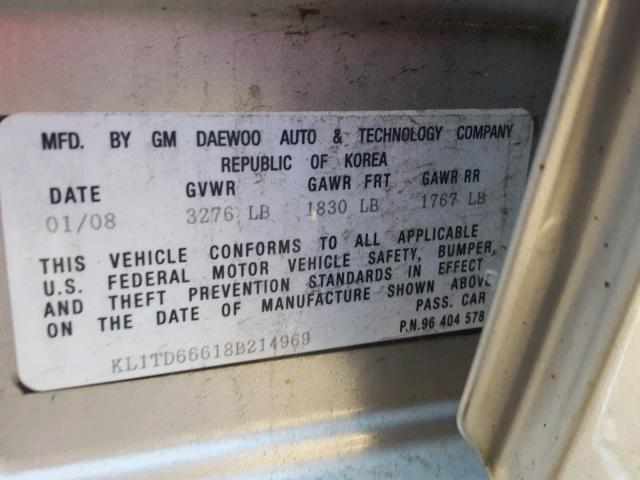 MFD. BY GM DAEWOO AUTO & TECHNOLOGY COMPANY
REPUBLIC OF KOREA
DATE GVWR GAWR FRT GAWR RR
01/08 3276 LB 1830 LB 1767 LB
THIS VEHICLE CONFORMS TO ALL APPLICABLE
U.S. FEDERAL MOTOR VEHICLE SAFETY, BUMPER,
AND THEFT PREVENTION STANDARDS IN EFFECT
ON THE DATE OF MANUFACTURE SHOWN ABOVE
PASS. CAR
P.N.96 404 578
KL1TD66618B214969